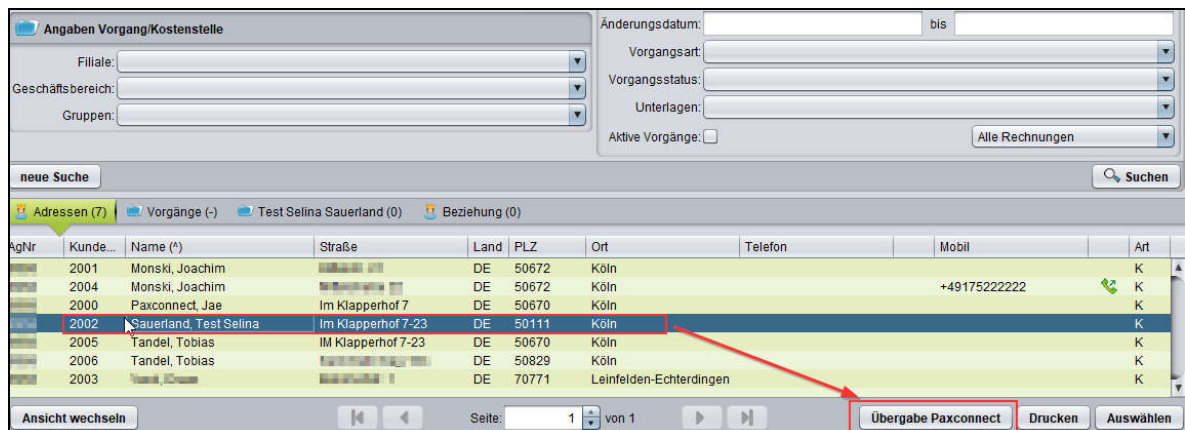 Angaben Vorgang/Kostenstelle
Filiale:
Geschäftsbereich:
Gruppen:
Änderungsdatum: bis
Vorgangsart:
Vorgangsstatus:
Unterlagen:
Aktive Vorgänge: Alle Rechnungen
neue Suche Suchen
Adressen (7) Vorgänge (-) Test Selina Sauerland (0) Beziehung (0)
AgNr Kunde... Name (^) Straße Land PLZ Ort Telefon Mobil Art
2001 Monski, Joachim DE 50672 Köln K
2004 Monski, Joachim DE 50672 Köln +49175222222 K
2000 Paxconnect, Jae Im Klapperhof 7 DE 50670 Köln K
2002 Sauerland, Test Selina Im Klapperhof 7-23 DE 50111 Köln K
2005 Tandel, Tobias IM Klapperhof 7-23 DE 50670 Köln K
2006 Tandel, Tobias DE 50829 Köln K
2003 DE 70771 Leinfelden-Echterdingen K
Ansicht wechseln Seite: 1 von 1 Übergabe Paxconnect Drucken Auswählen